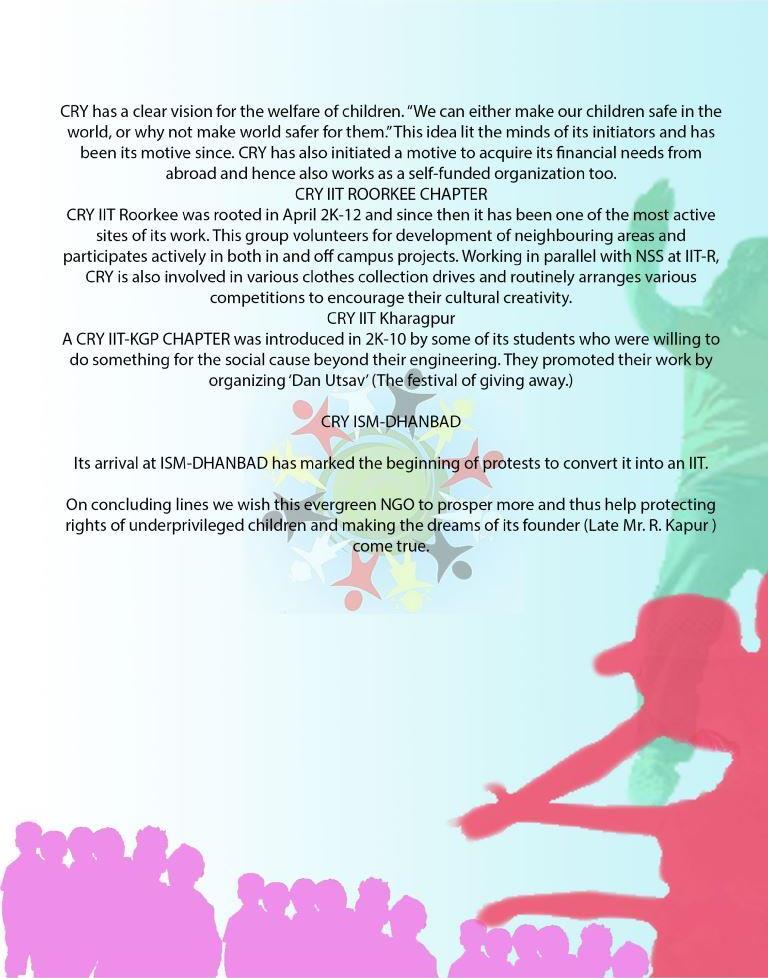 CRY has a clear vision for the welfare of children. “We can either make our children safe in the
world, or why not make world safer for them.” This idea lit the minds of its initiators and has
been its motive since. CRY has also initiated a motive to acquire its financial needs from
abroad and hence also works as a self-funded organization too.
CRY IIT ROORKEE CHAPTER
CRY IIT Roorkee was rooted in April 2K-12 and since then it has been one of the most active
sites of its work. This group volunteers for development of neighbouring areas and
participates actively in both in and off campus projects. Working in parallel with NSS at IIT-R,
CRY is also involved in various clothes collection drives and routinely arranges various
competitions to encourage their cultural creativity.
CRY IIT Kharagpur
A CRY IIT-KGP CHAPTER was introduced in 2K-10 by some of its students who were willing to
do something for the social cause beyond their engineering. They promoted their work by
organizing ‘Dan Utsav’ (The festival of giving away.)
CRY ISM-DHANBAD
Its arrival at ISM-DHANBAD has marked the beginning of protests to convert it into an IIT.
On concluding lines we wish this evergreen NGO to prosper more and thus help protecting
rights of underprivileged children and making the dreams of its founder (Late Mr. R. Kapur )
come true.